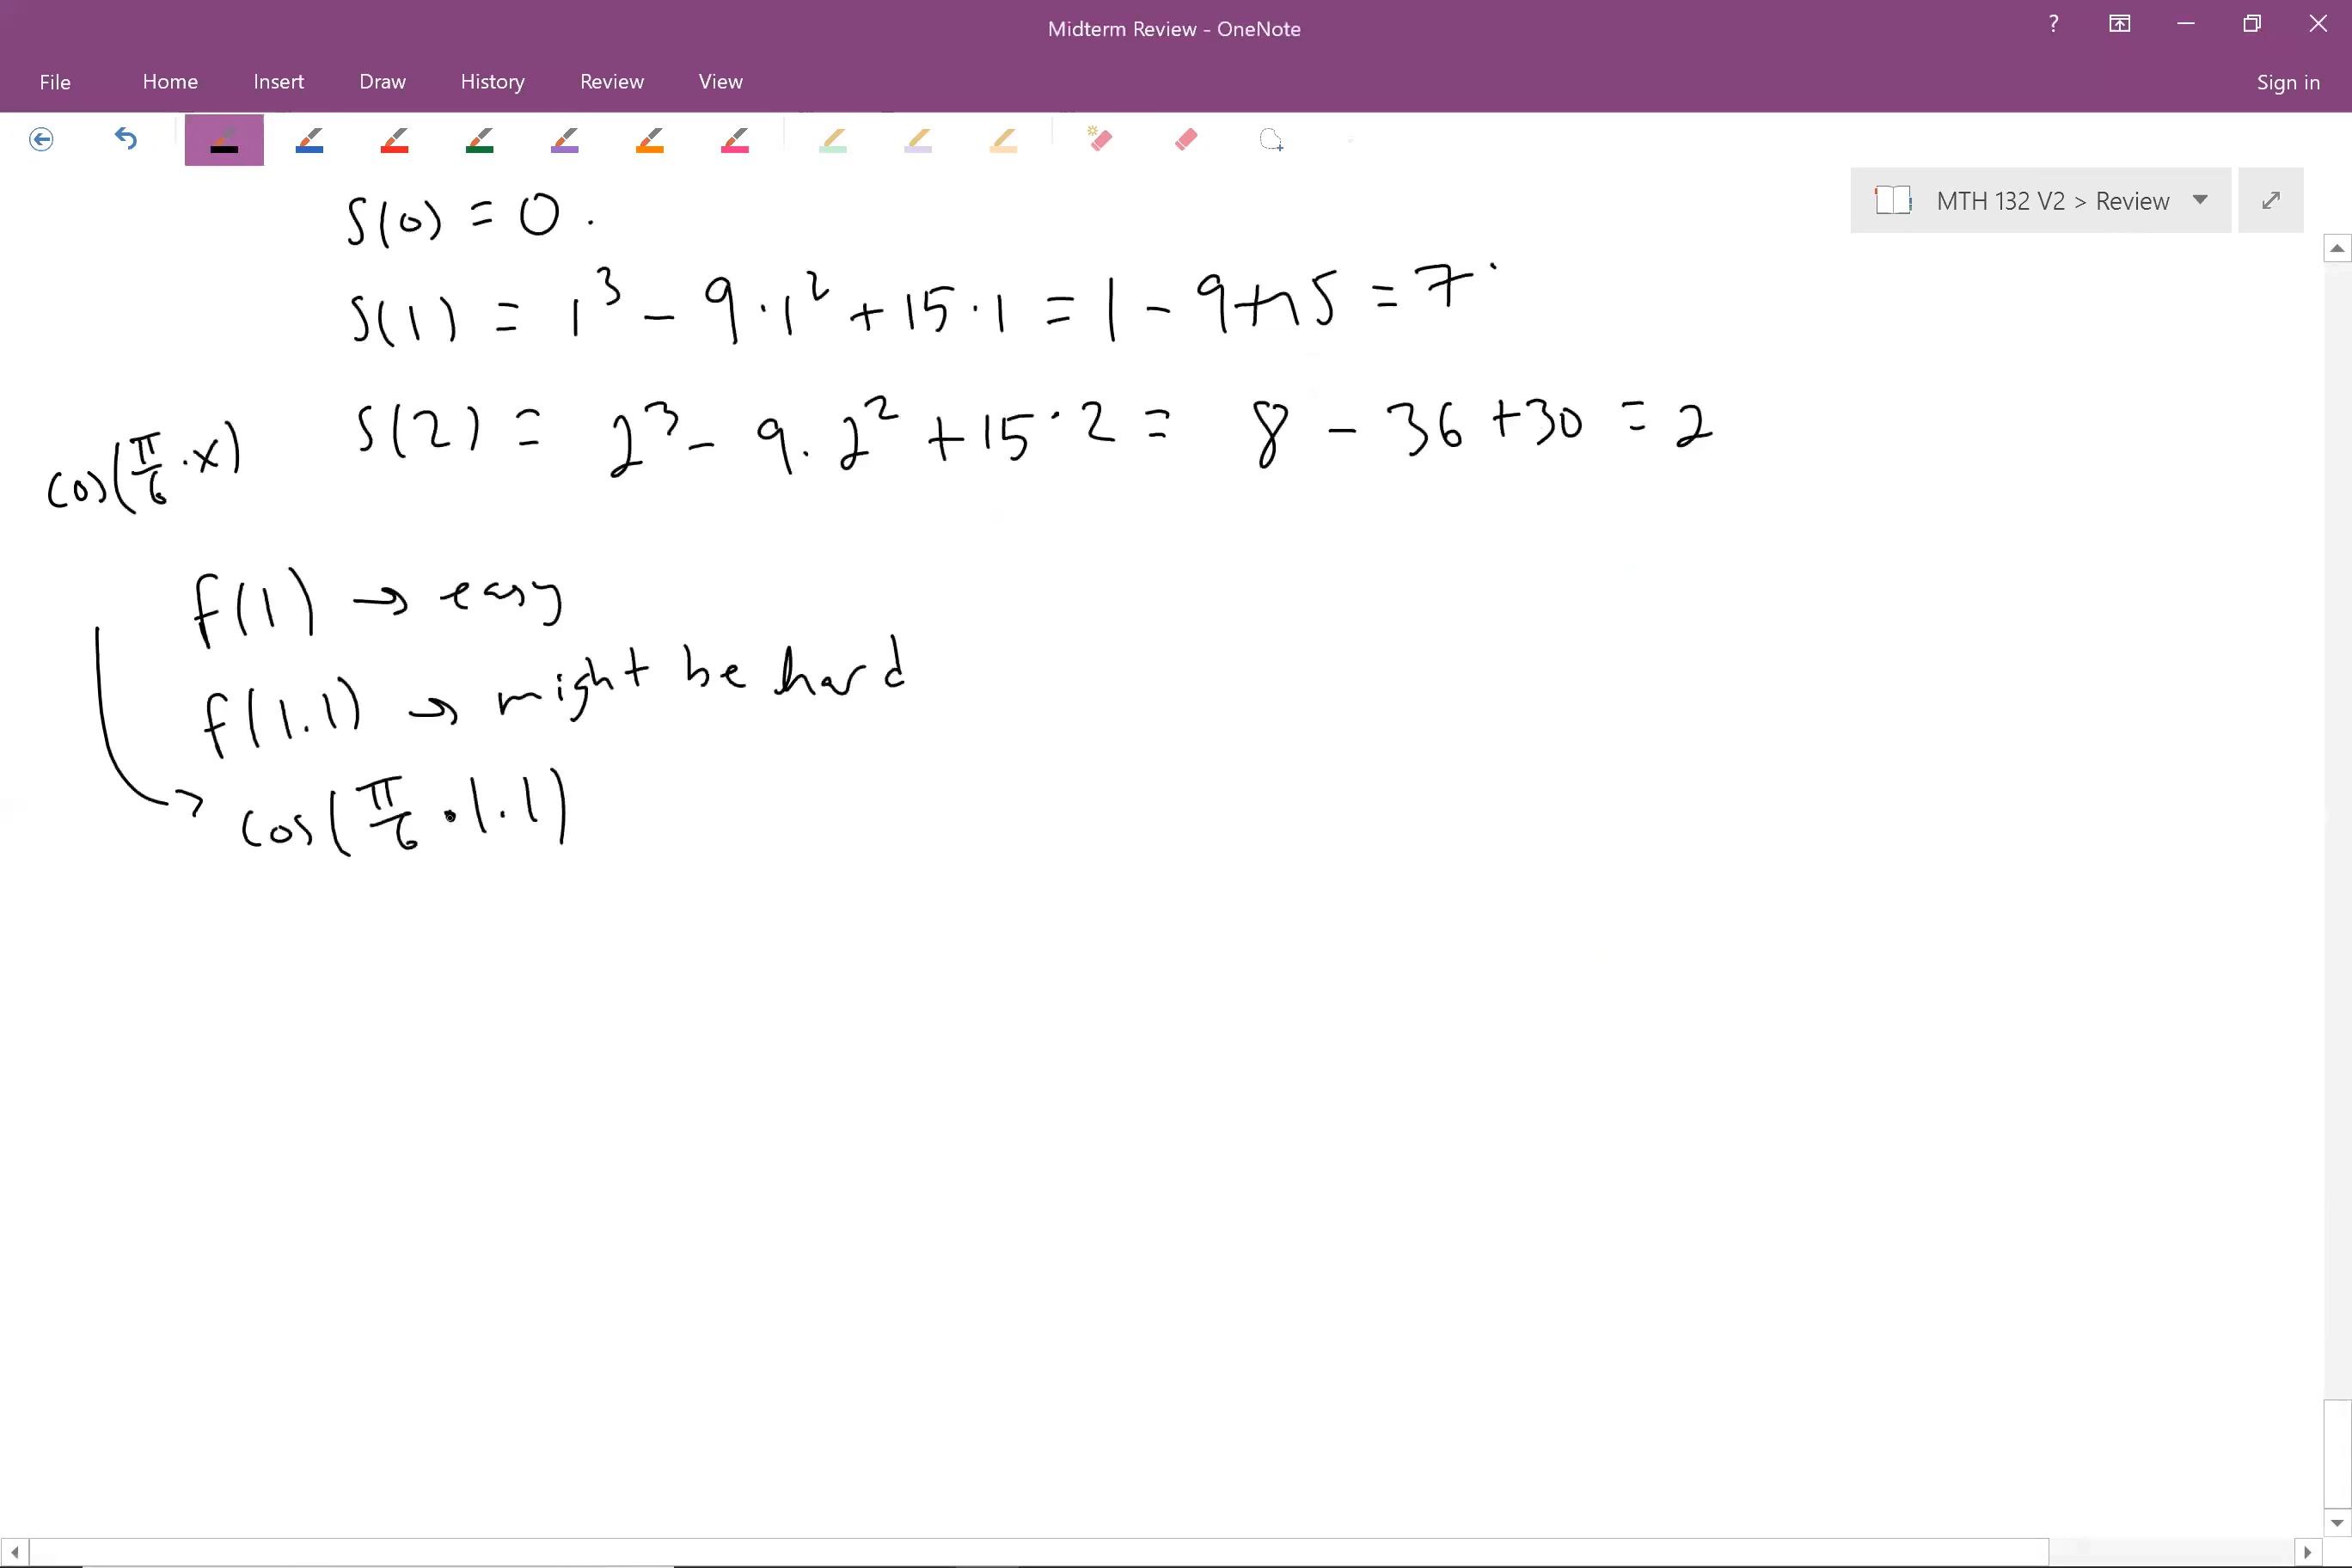 Midterm Review - OneNote
?
File Home Insert Draw History Review View Sign in
MTH 132 V2 > Review
S(0) = 0.
S(1) = 1³ - 9·1² + 15·1 = 1 - 9+15 = 7.
S(2) = 2³ - 9.2² + 15·2 = 8 - 36 + 30 = 2
cos(π/6 ·x)
f(1) → easy
f(1.1) → might be hard
→ cos(π/6 · 1.1)